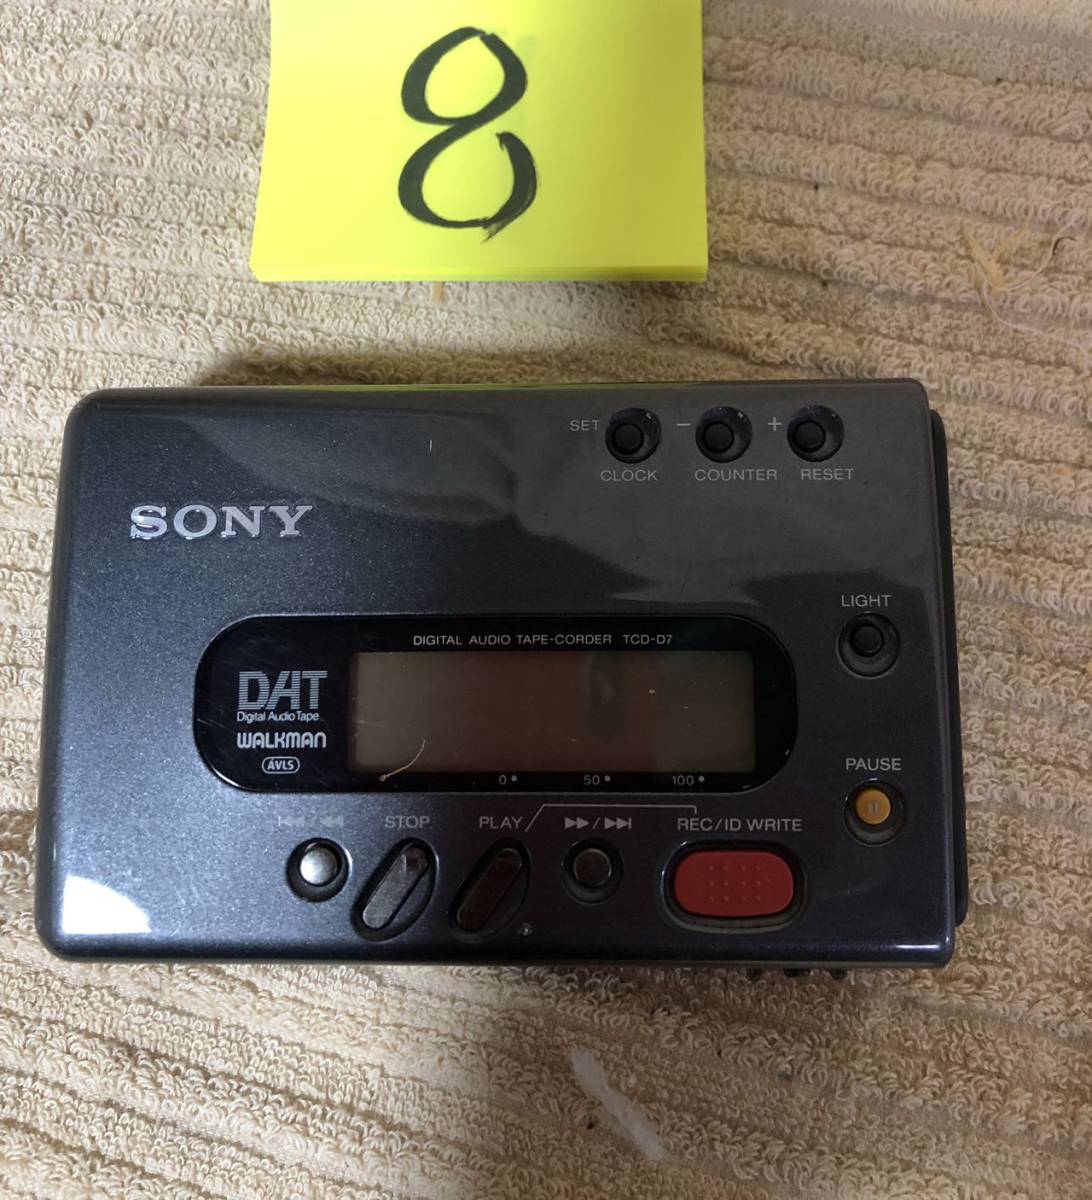 8
SET - +
CLOCK COUNTER RESET
SONY
LIGHT
DIGITAL AUDIO TAPE-CORDER TCD-D7
DAT
Digital Audio Tape
WALKMAN
AVLS
0 50 100
PAUSE
STOP PLAY REC/ID WRITE